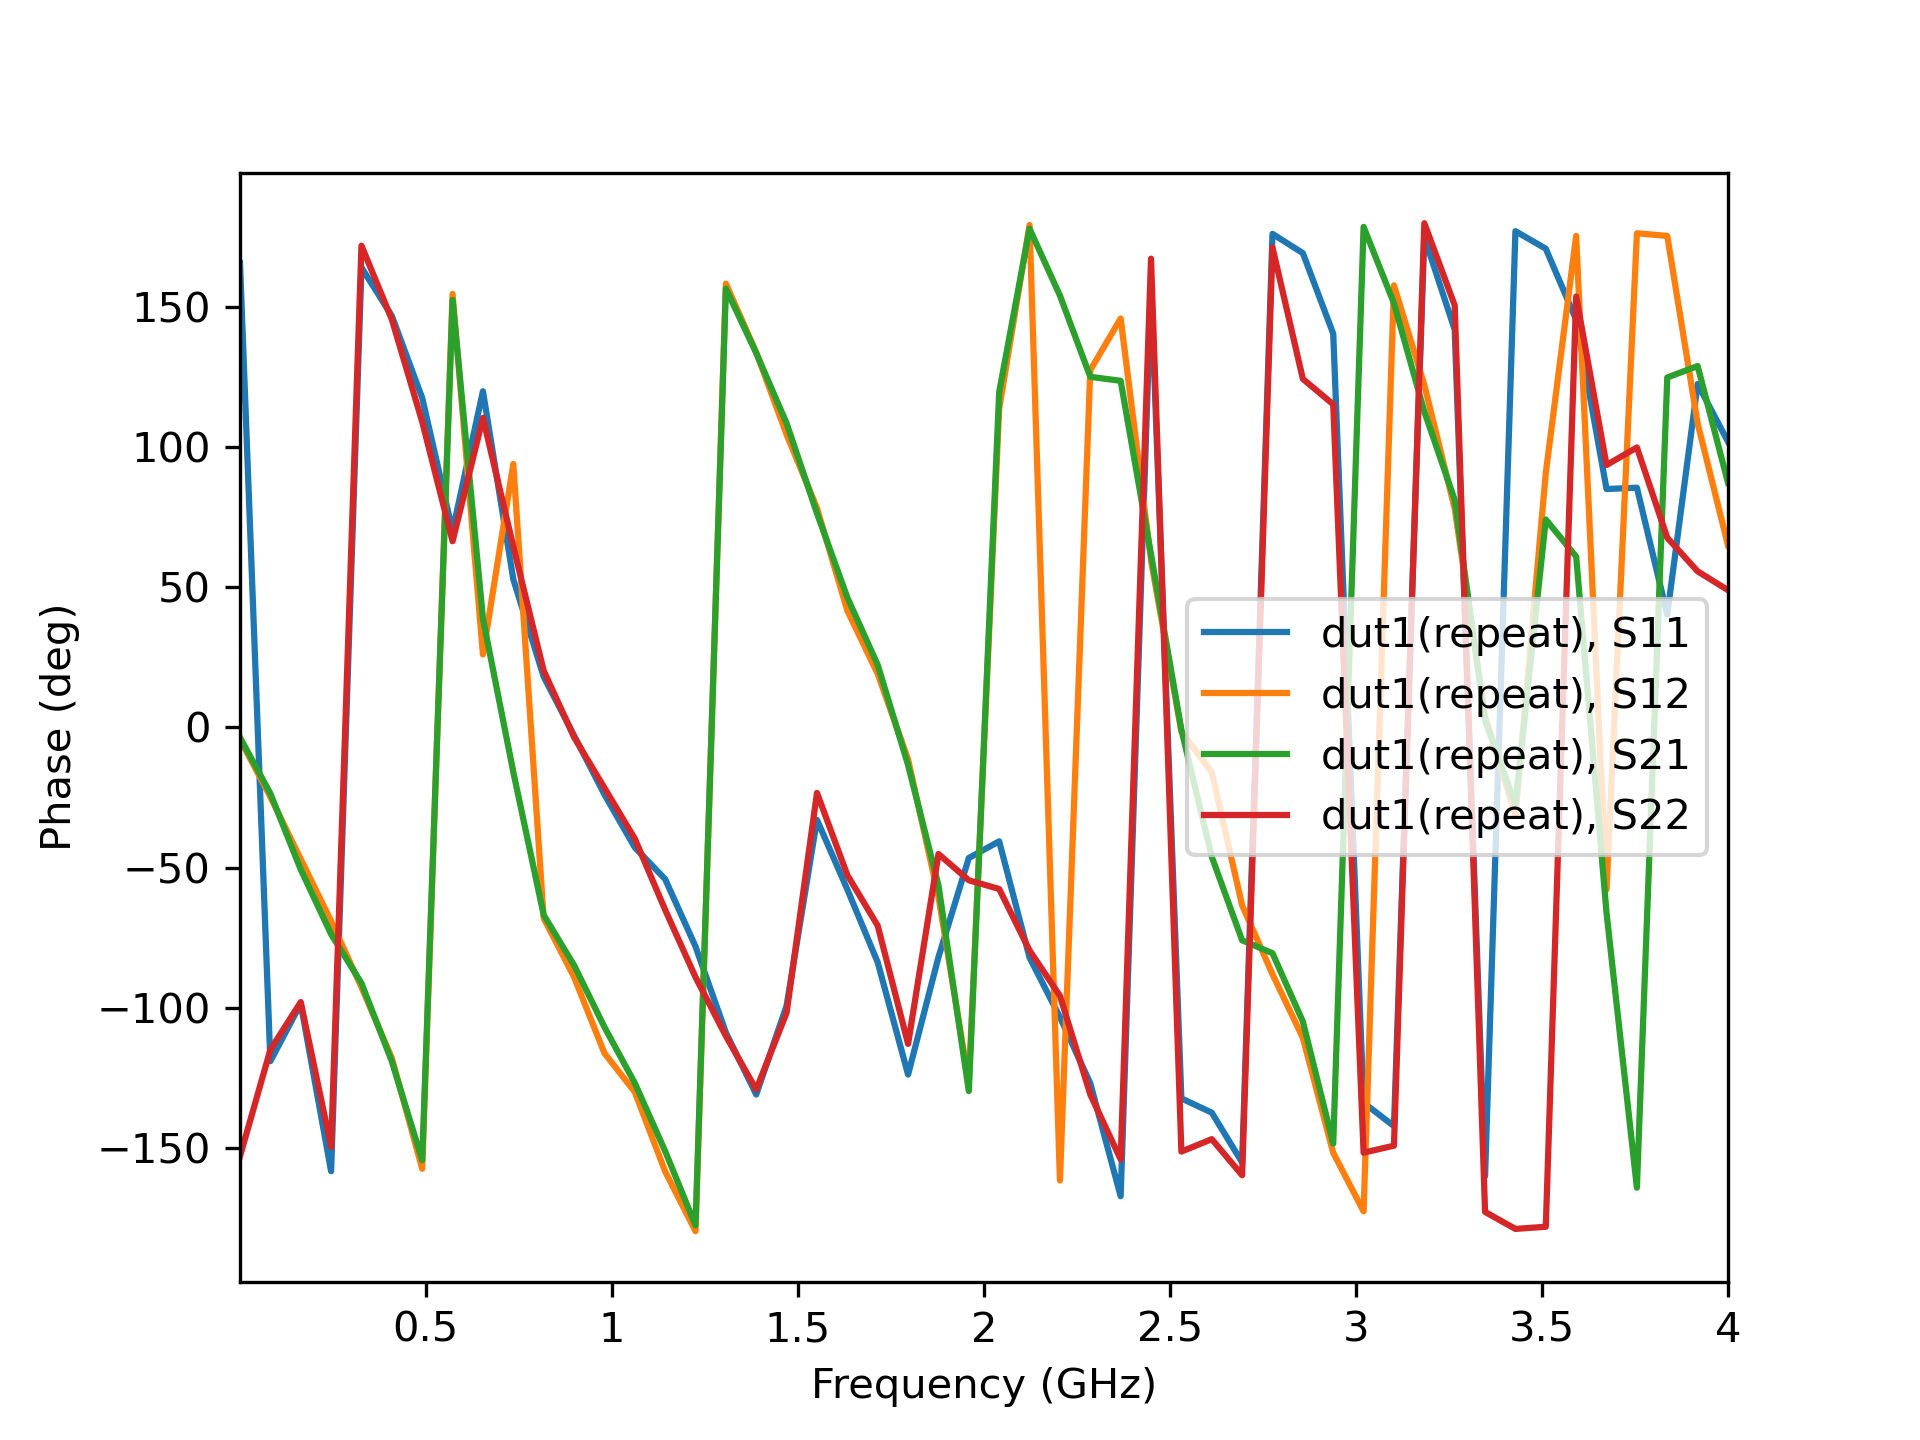 150
100
50
0
−50
−100
−150
Phase (deg)
dut1(repeat), S11
dut1(repeat), S12
dut1(repeat), S21
dut1(repeat), S22
0.5 1 1.5 2 2.5 3 3.5 4
Frequency (GHz)